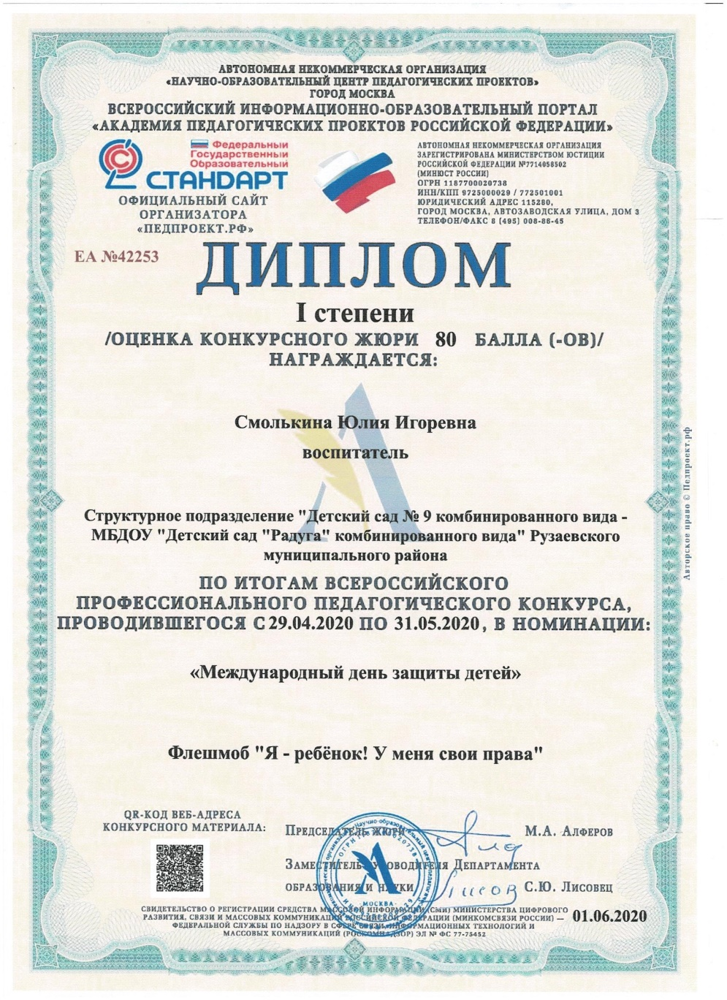 АВТОНОМНАЯ НЕКОММЕРЧЕСКАЯ ОРГАНИЗАЦИЯ
«НАУЧНО-ОБРАЗОВАТЕЛЬНЫЙ ЦЕНТР ПЕДАГОГИЧЕСКИХ ПРОЕКТОВ»
ГОРОД МОСКВА
ВСЕРОССИЙСКИЙ ИНФОРМАЦИОННО-ОБРАЗОВАТЕЛЬНЫЙ ПОРТАЛ
«АКАДЕМИЯ ПЕДАГОГИЧЕСКИХ ПРОЕКТОВ РОССИЙСКОЙ ФЕДЕРАЦИИ»
Федеральный
Государственный
Образовательный
СТАНДАРТ
ОФИЦИАЛЬНЫЙ САЙТ
ОРГАНИЗАТОРА
«ПЕДПРОЕКТ.РФ»
АВТОНОМНАЯ НЕКОММЕРЧЕСКАЯ ОРГАНИЗАЦИЯ
ЗАРЕГИСТРИРОВАНА МИНИСТЕРСТВОМ ЮСТИЦИИ
РОССИЙСКОЙ ФЕДЕРАЦИИ №7714058502
(МИНЮСТ РОССИИ)
ОГРН 1187700020738
ИНН/КПП 9725000029 / 772501001
ЮРИДИЧЕСКИЙ АДРЕС 115280,
ГОРОД МОСКВА, АВТОЗАВОДСКАЯ УЛИЦА, ДОМ 3
ТЕЛЕФОН/ФАКС 8 (495) 008-86-45
ЕА №42253
ДИПЛОМ
I степени
/ОЦЕНКА КОНКУРСНОГО ЖЮРИ 80 БАЛЛА (-ОВ)/
НАГРАЖДАЕТСЯ:
Смолькина Юлия Игоревна
воспитатель
Структурное подразделение "Детский сад № 9 комбинированного вида -
МБДОУ "Детский сад "Радуга" комбинированного вида" Рузаевского
муниципального района
ПО ИТОГАМ ВСЕРОССИЙСКОГО
ПРОФЕССИОНАЛЬНОГО ПЕДАГОГИЧЕСКОГО КОНКУРСА,
ПРОВОДИВШЕГОСЯ С 29.04.2020 ПО 31.05.2020, В НОМИНАЦИИ:
«Международный день защиты детей»
Флешмоб "Я - ребёнок! У меня свои права"
Авторское право © Педпроект.рф
QR-КОД ВЕБ-АДРЕСА
КОНКУРСНОГО МАТЕРИАЛА:
ПРЕДСЕДАТЕЛЬ ЖЮРИ М.А. АЛФЕРОВ
ЗАМЕСТИТЕЛЬ РУКОВОДИТЕЛЯ ДЕПАРТАМЕНТА
ОБРАЗОВАНИЯ И НАУКИ С.Ю. ЛИСОВЕЦ
МОСКВА
СВИДЕТЕЛЬСТВО О РЕГИСТРАЦИИ СРЕДСТВА МАССОВОЙ ИНФОРМАЦИИ (СМИ) МИНИСТЕРСТВА ЦИФРОВОГО
РАЗВИТИЯ, СВЯЗИ И МАССОВЫХ КОММУНИКАЦИЙ РОССИЙСКОЙ ФЕДЕРАЦИИ (МИНКОМСВЯЗИ РОССИИ) —
ФЕДЕРАЛЬНОЙ СЛУЖБЫ ПО НАДЗОРУ В СФЕРЕ СВЯЗИ, ИНФОРМАЦИОННЫХ ТЕХНОЛОГИЙ И
МАССОВЫХ КОММУНИКАЦИЙ (РОСКОМНАДЗОР) ЭЛ № ФС 77-75452
01.06.2020